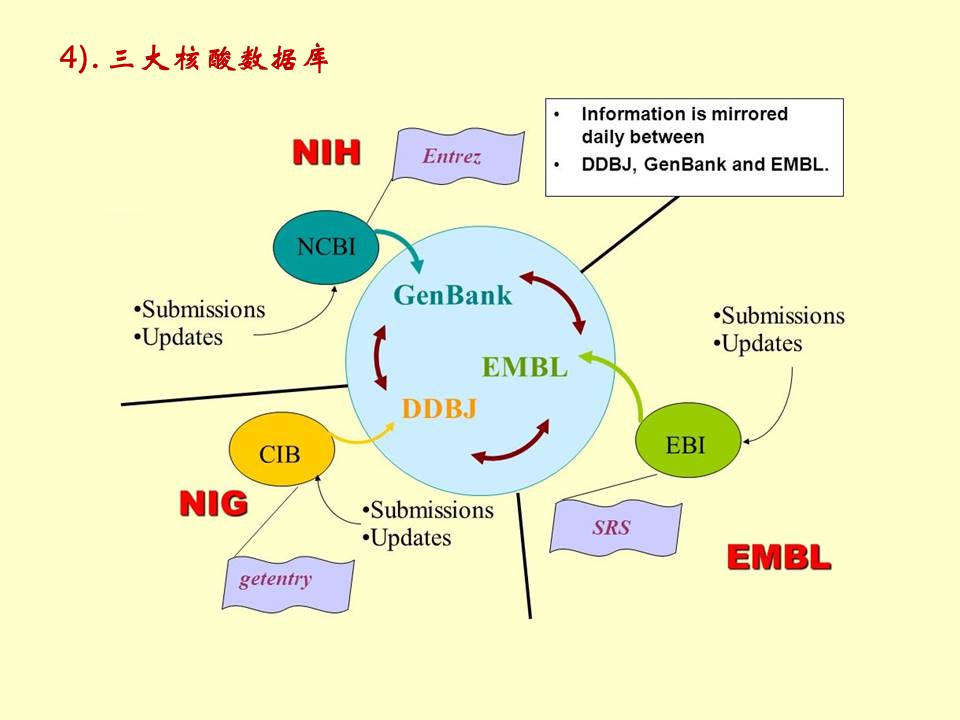 4). 三大核酸数据库
• Information is mirrored
daily between
• DDBJ, GenBank and EMBL.
NIH
Entrez
NCBI
GenBank
•Submissions
•Updates
•Submissions
•Updates
EMBL
DDBJ
CIB
EBI
NIG
•Submissions
•Updates
SRS
EMBL
getentry